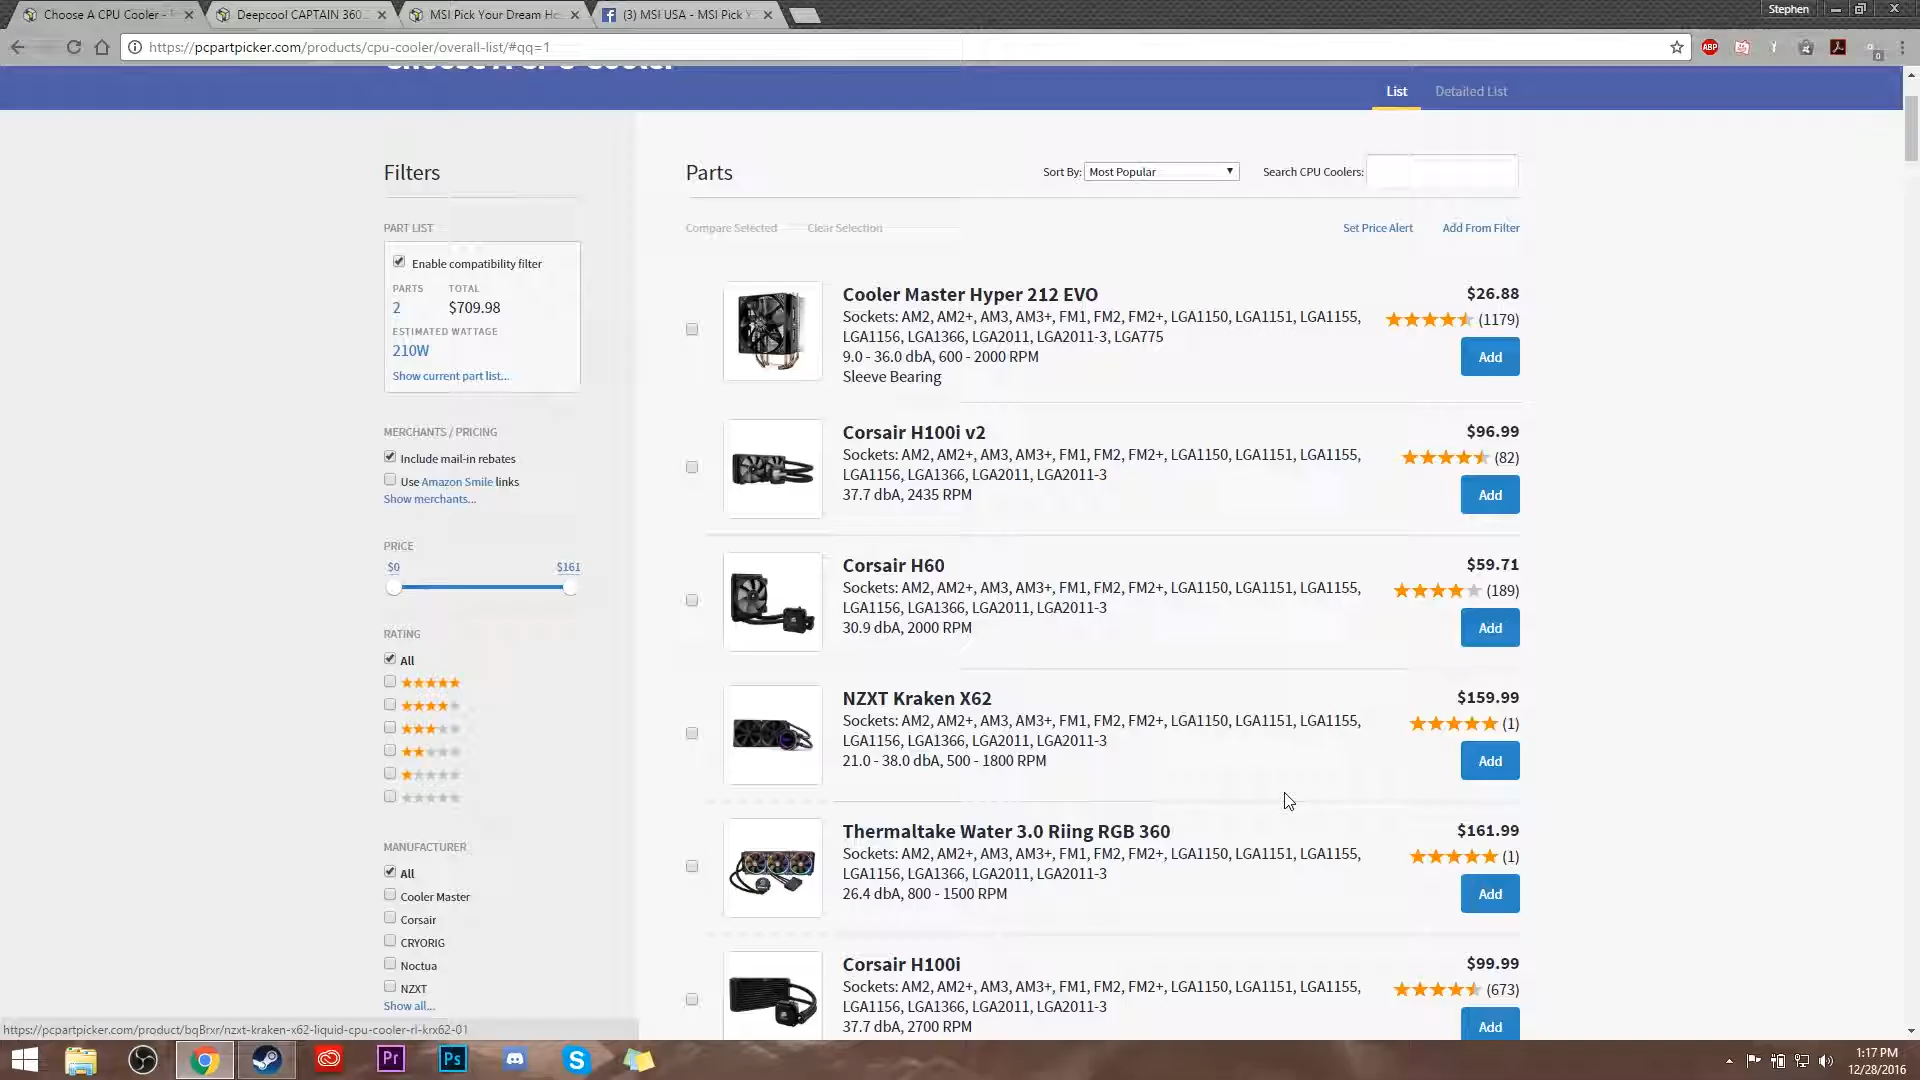 Choose A CPU Cooler -
Deepcool CAPTAIN 360
MSI Pick Your Dream Ho
(3) MSI USA - MSI Pick Y
Stephen
https://pcpartpicker.com/products/cpu-cooler/overall-list/#qq=1
ABP
Choose A CPU Cooler
List
Detailed List
Filters
PART LIST
Enable compatibility filter
PARTS TOTAL
2 $709.98
ESTIMATED WATTAGE
210W
Show current part list...
MERCHANTS / PRICING
Include mail-in rebates
Use Amazon Smile links
Show merchants...
PRICE
$0 $161
RATING
All
MANUFACTURER
All
Cooler Master
Corsair
CRYORIG
Noctua
NZXT
Show all...
Parts
Sort By: Most Popular
Search CPU Coolers:
Compare Selected Clear Selection
Set Price Alert Add From Filter
Cooler Master Hyper 212 EVO
Sockets: AM2, AM2+, AM3, AM3+, FM1, FM2, FM2+, LGA1150, LGA1151, LGA1155,
LGA1156, LGA1366, LGA2011, LGA2011-3, LGA775
9.0 - 36.0 dbA, 600 - 2000 RPM
Sleeve Bearing
$26.88
(1179)
Add
Corsair H100i v2
Sockets: AM2, AM2+, AM3, AM3+, FM1, FM2, FM2+, LGA1150, LGA1151, LGA1155,
LGA1156, LGA1366, LGA2011, LGA2011-3
37.7 dbA, 2435 RPM
$96.99
(82)
Add
Corsair H60
Sockets: AM2, AM2+, AM3, AM3+, FM1, FM2, FM2+, LGA1150, LGA1151, LGA1155,
LGA1156, LGA1366, LGA2011, LGA2011-3
30.9 dbA, 2000 RPM
$59.71
(189)
Add
NZXT Kraken X62
Sockets: AM2, AM2+, AM3, AM3+, FM1, FM2, FM2+, LGA1150, LGA1151, LGA1155,
LGA1156, LGA1366, LGA2011, LGA2011-3
21.0 - 38.0 dbA, 500 - 1800 RPM
$159.99
(1)
Add
Thermaltake Water 3.0 Riing RGB 360
Sockets: AM2, AM2+, AM3, AM3+, FM1, FM2, FM2+, LGA1150, LGA1151, LGA1155,
LGA1156, LGA1366, LGA2011, LGA2011-3
26.4 dbA, 800 - 1500 RPM
$161.99
(1)
Add
Corsair H100i
Sockets: AM2, AM2+, AM3, AM3+, FM1, FM2, FM2+, LGA1150, LGA1151, LGA1155,
LGA1156, LGA1366, LGA2011, LGA2011-3
37.7 dbA, 2700 RPM
$99.99
(673)
Add
https://pcpartpicker.com/product/bqBrxr/nzxt-kraken-x62-liquid-cpu-cooler-rl-krx62-01
Pr
Ps
1:17 PM
12/28/2016